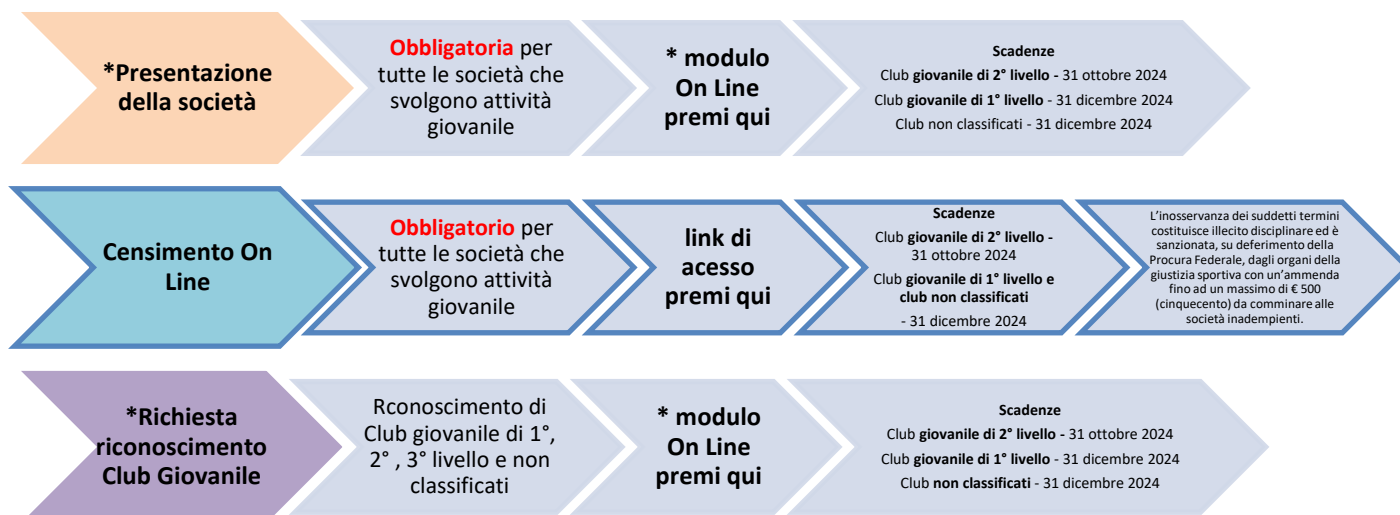 *Presentazione
della società
Obbligatoria per
tutte le società che
svolgono attività
giovanile
* modulo
On Line
premi qui
Scadenze
Club giovanile di 2° livello - 31 ottobre 2024
Club giovanile di 1° livello - 31 dicembre 2024
Club non classificati - 31 dicembre 2024
Censimento On
Line
Obbligatorio per
tutte le società che
svolgono attività
giovanile
link di
acesso
premi qui
Scadenze
Club giovanile di 2° livello -
31 ottobre 2024
Club giovanile di 1° livello e
club non classificati
- 31 dicembre 2024
L'inosservanza dei suddetti termini
costituisce illecito disciplinare ed è
sanzionata, su deferimento della
Procura Federale, dagli organi della
giustizia sportiva con un'ammenda
fino ad un massimo di € 500
(cinquecento) da comminare alle
società inadempienti.
*Richiesta
riconoscimento
Club Giovanile
Rconoscimento di
Club giovanile di 1°,
2° , 3° livello e non
classificati
* modulo
On Line
premi qui
Scadenze
Club giovanile di 2° livello - 31 ottobre 2024
Club giovanile di 1° livello - 31 dicembre 2024
Club non classificati - 31 dicembre 2024